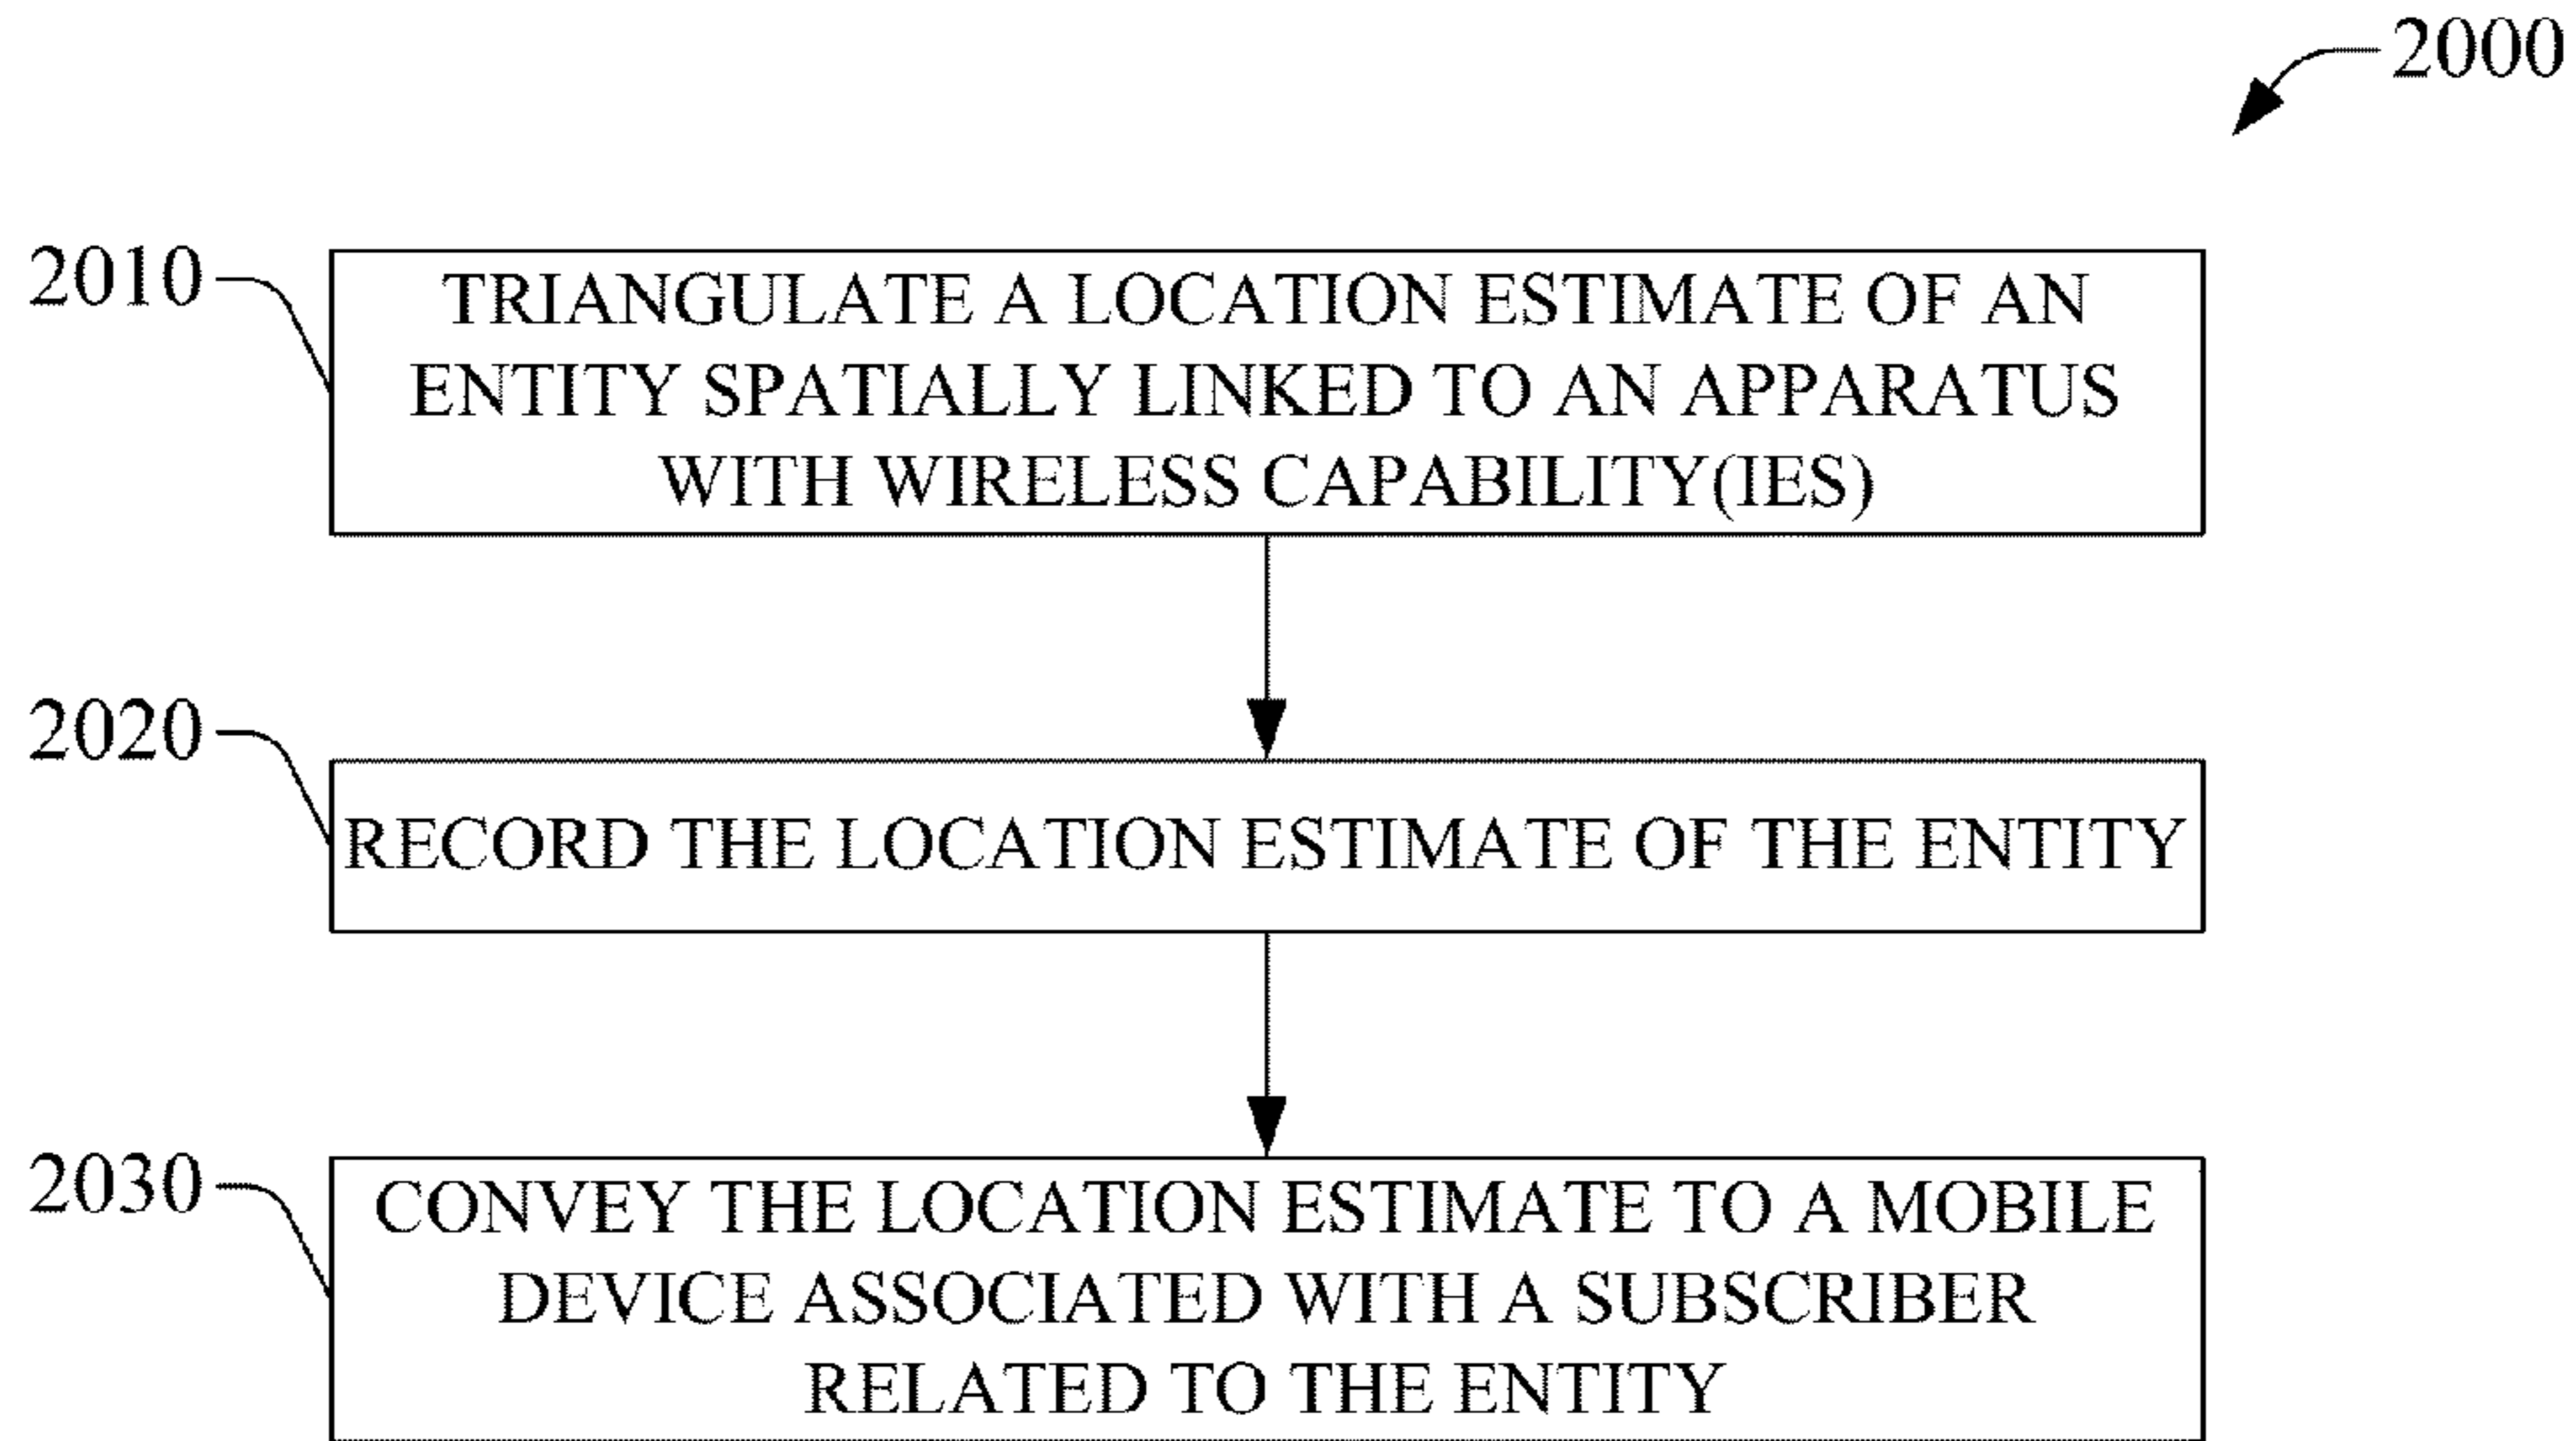 2000
2010
TRIANGULATE A LOCATION ESTIMATE OF AN
ENTITY SPATIALLY LINKED TO AN APPARATUS
WITH WIRELESS CAPABILITY(IES)
2020
RECORD THE LOCATION ESTIMATE OF THE ENTITY
2030
CONVEY THE LOCATION ESTIMATE TO A MOBILE
DEVICE ASSOCIATED WITH A SUBSCRIBER
RELATED TO THE ENTITY